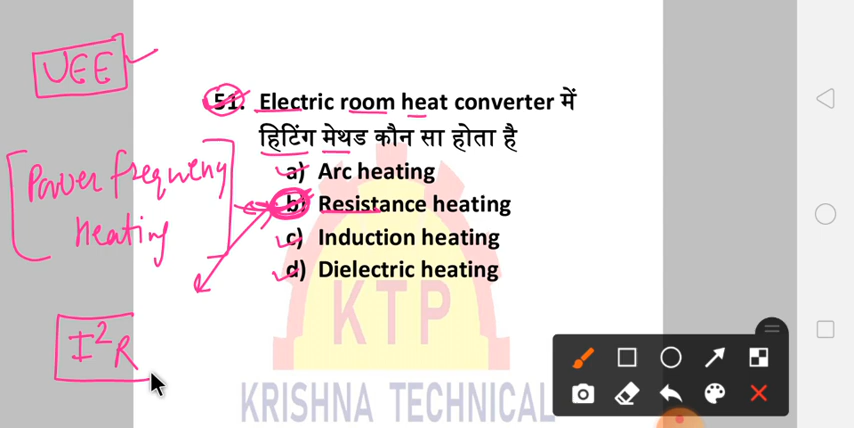 UEE
51. Electric room heat converter में
हिटिंग मेथड कौन सा होता है
a) Arc heating
b) Resistance heating
c) Induction heating
d) Dielectric heating
[Power frequency
Heating]
I²R
KTP
KRISHNA TECHNICAL